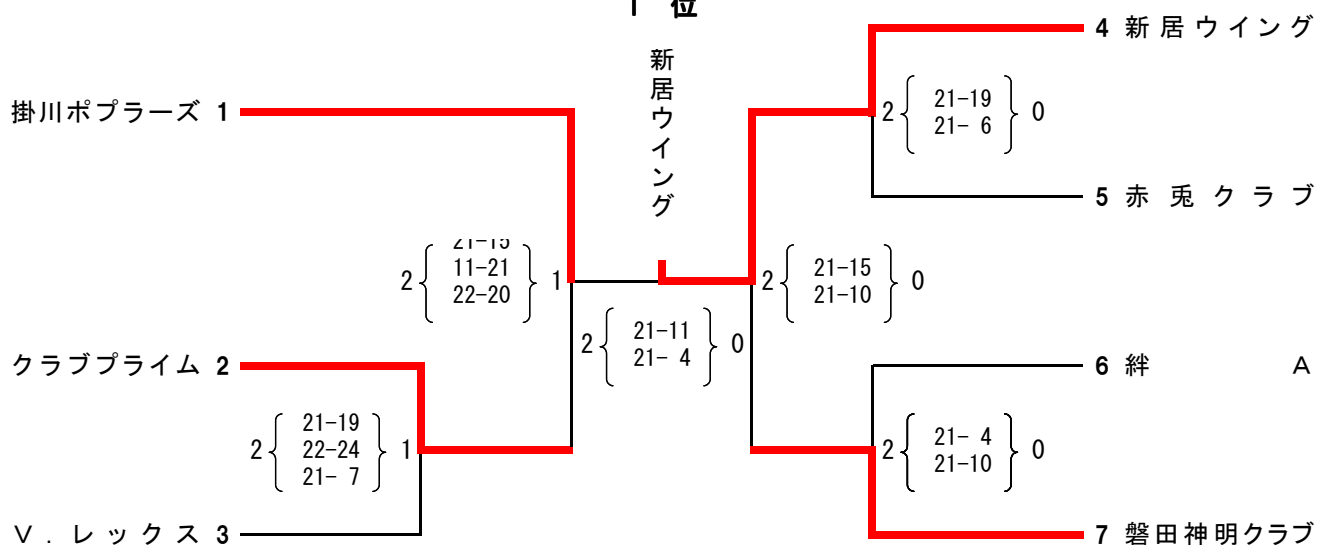 1 位
新居ウイング
掛川ポプラーズ 1
クラブプライム 2
V．レックス 3
4 新居ウイング
5 赤兎クラブ
6 絆 A
7 磐田神明クラブ
2 { 21-19 } 0
21- 6
2 { 21-15 } 1
11-21
22-20
2 { 21-15 } 0
21-10
2 { 21-11 } 0
21- 4
2 { 21-19 } 1
22-24
21- 7
2 { 21- 4 } 0
21-10